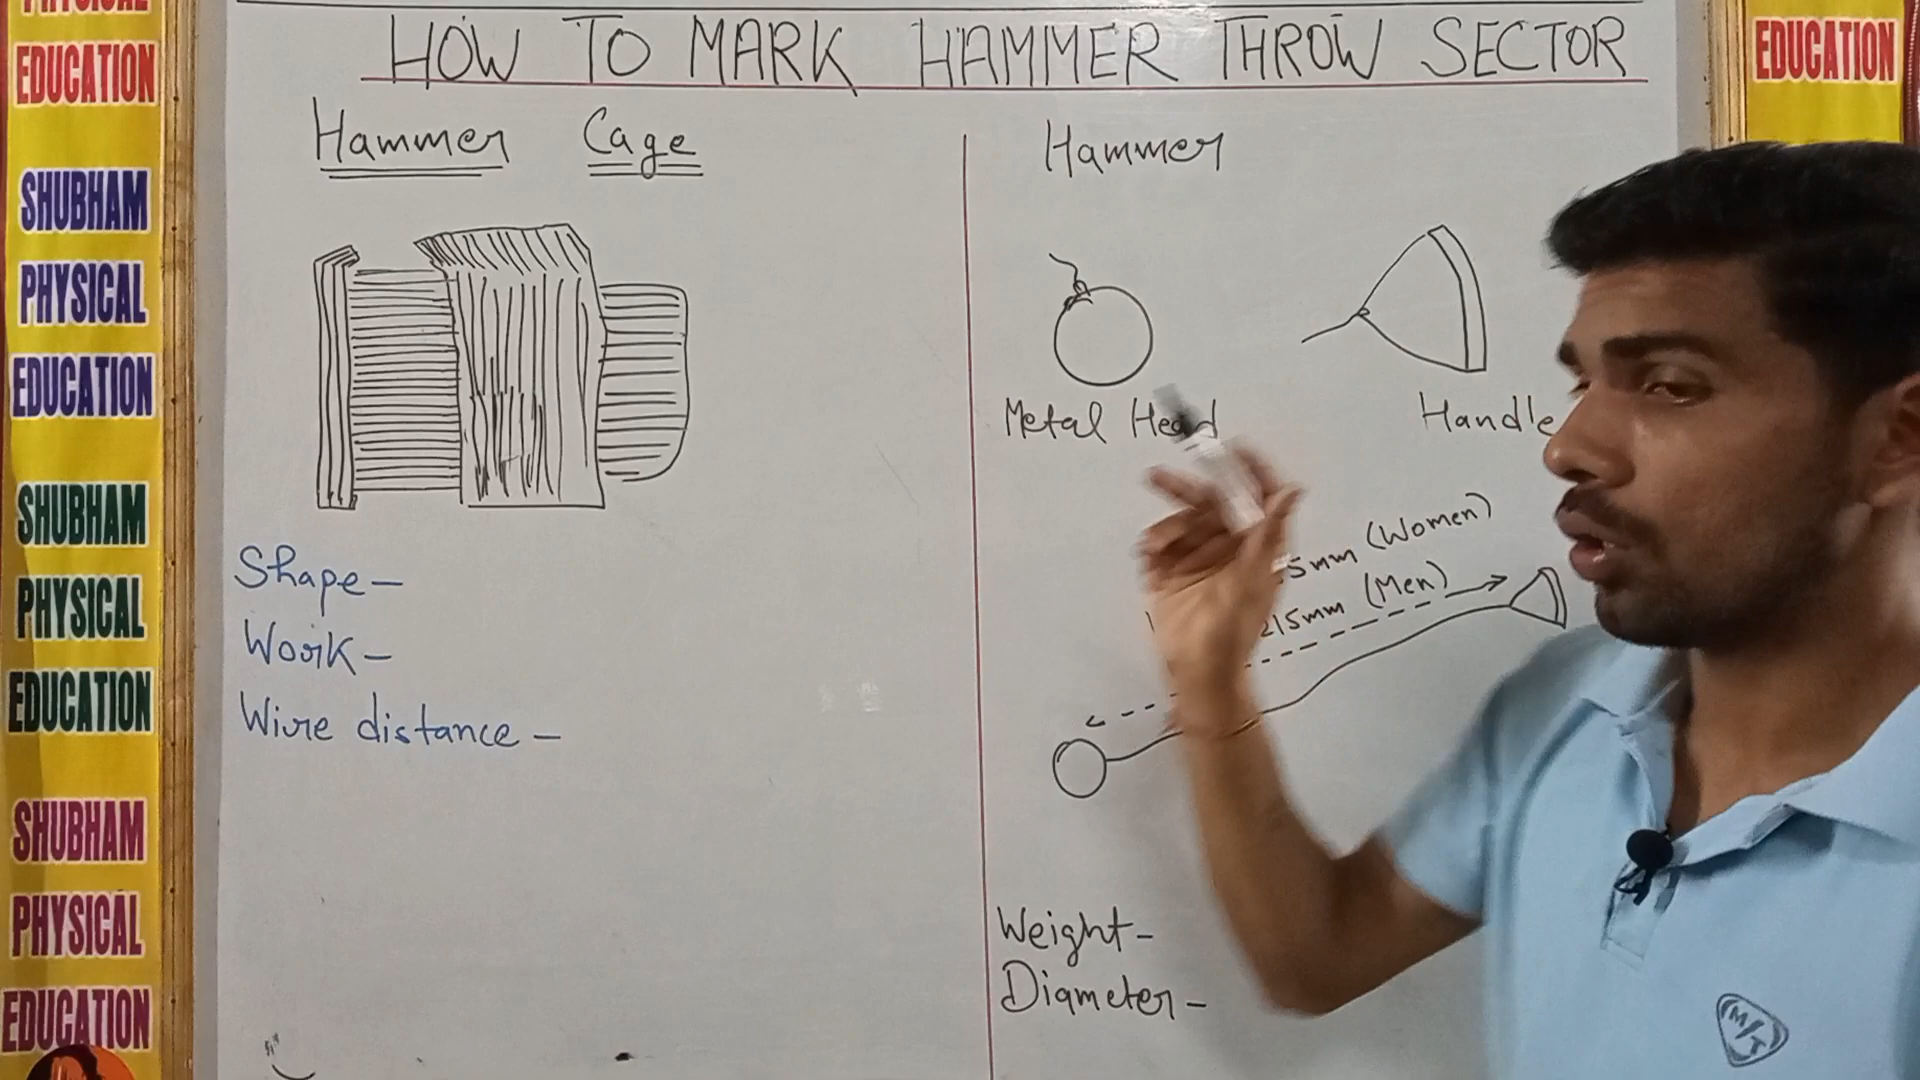 HOW TO MARK HAMMER THROW SECTOR
PHYSICAL
EDUCATION
SHUBHAM
PHYSICAL
EDUCATION
SHUBHAM
PHYSICAL
EDUCATION
SHUBHAM
PHYSICAL
EDUCATION
EDUCATION
Hammer Cage
Shape -
Work -
Wire distance -
Hammer
Metal Head
Handle
5mm (Women)
215mm (Men)
Weight -
Diameter -
M/T